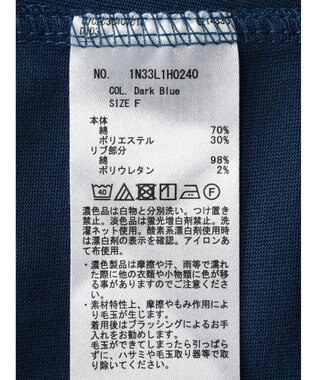 NO. 1N33L1H0240
COL. Dark Blue
SIZE F
本体
綿 70%
ポリエステル 30%
リブ部分
綿 98%
ポリウレタン 2%
40 F
濃色品は白物と分別洗い。つけ置き
禁止。淡色品は蛍光増白剤禁止。洗
濯ネット使用。酸素系漂白剤使用時
は漂白剤の表示を確認。アイロンあ
て布使用。
・濃色製品は摩擦や汗、雨等で濡れ
た際に他の衣類や小物類に色が移
る事がありますのでご注意くださ
い。
・素材特性上、摩擦やもみ作用により
毛玉が生じます。
着用後はブラッシングによるお手
入れをお勧めします。
毛玉ができてしまったら引っぱら
ずに、ハサミや毛玉取り器等で取
り除いてください。